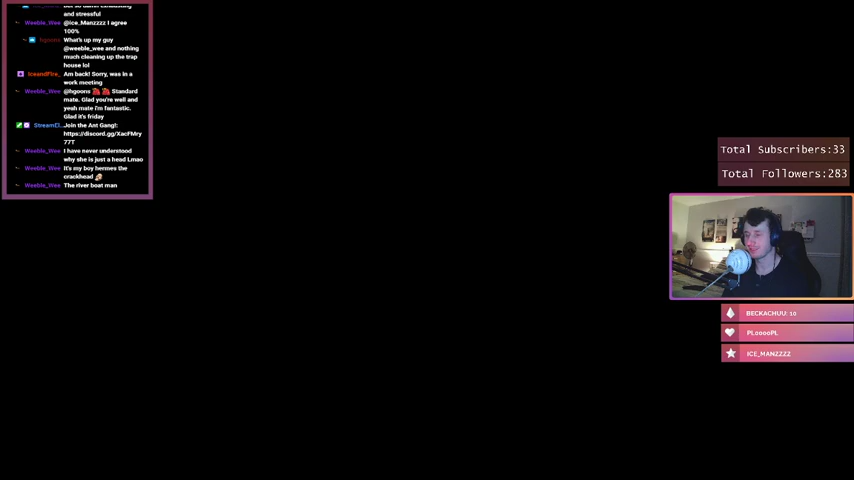 and stressful
Weeble_Wee @Ice_Manzzzz I agree
100%
What's up my guy
@weeble_wee and nothing
much cleaning up the trap
house lol
IceandFire_ Am back! Sorry, was in a
work meeting
Weeble_Wee @hgoons Standard
mate. Glad you're well and
yeah mate i'm fantastic.
Glad it's friday
StreamEl... Join the Ant Gang!:
https://discord.gg/XacFMry
77T
Weeble_Wee I have never understood
why she is just a head Lmao
Weeble_Wee It's my boy hermes the
crackhead
Weeble_Wee The river boat man
Total Subscribers:33
Total Followers:283
BECKACHUU: 10
PLooooPL
ICE_MANZZZZ